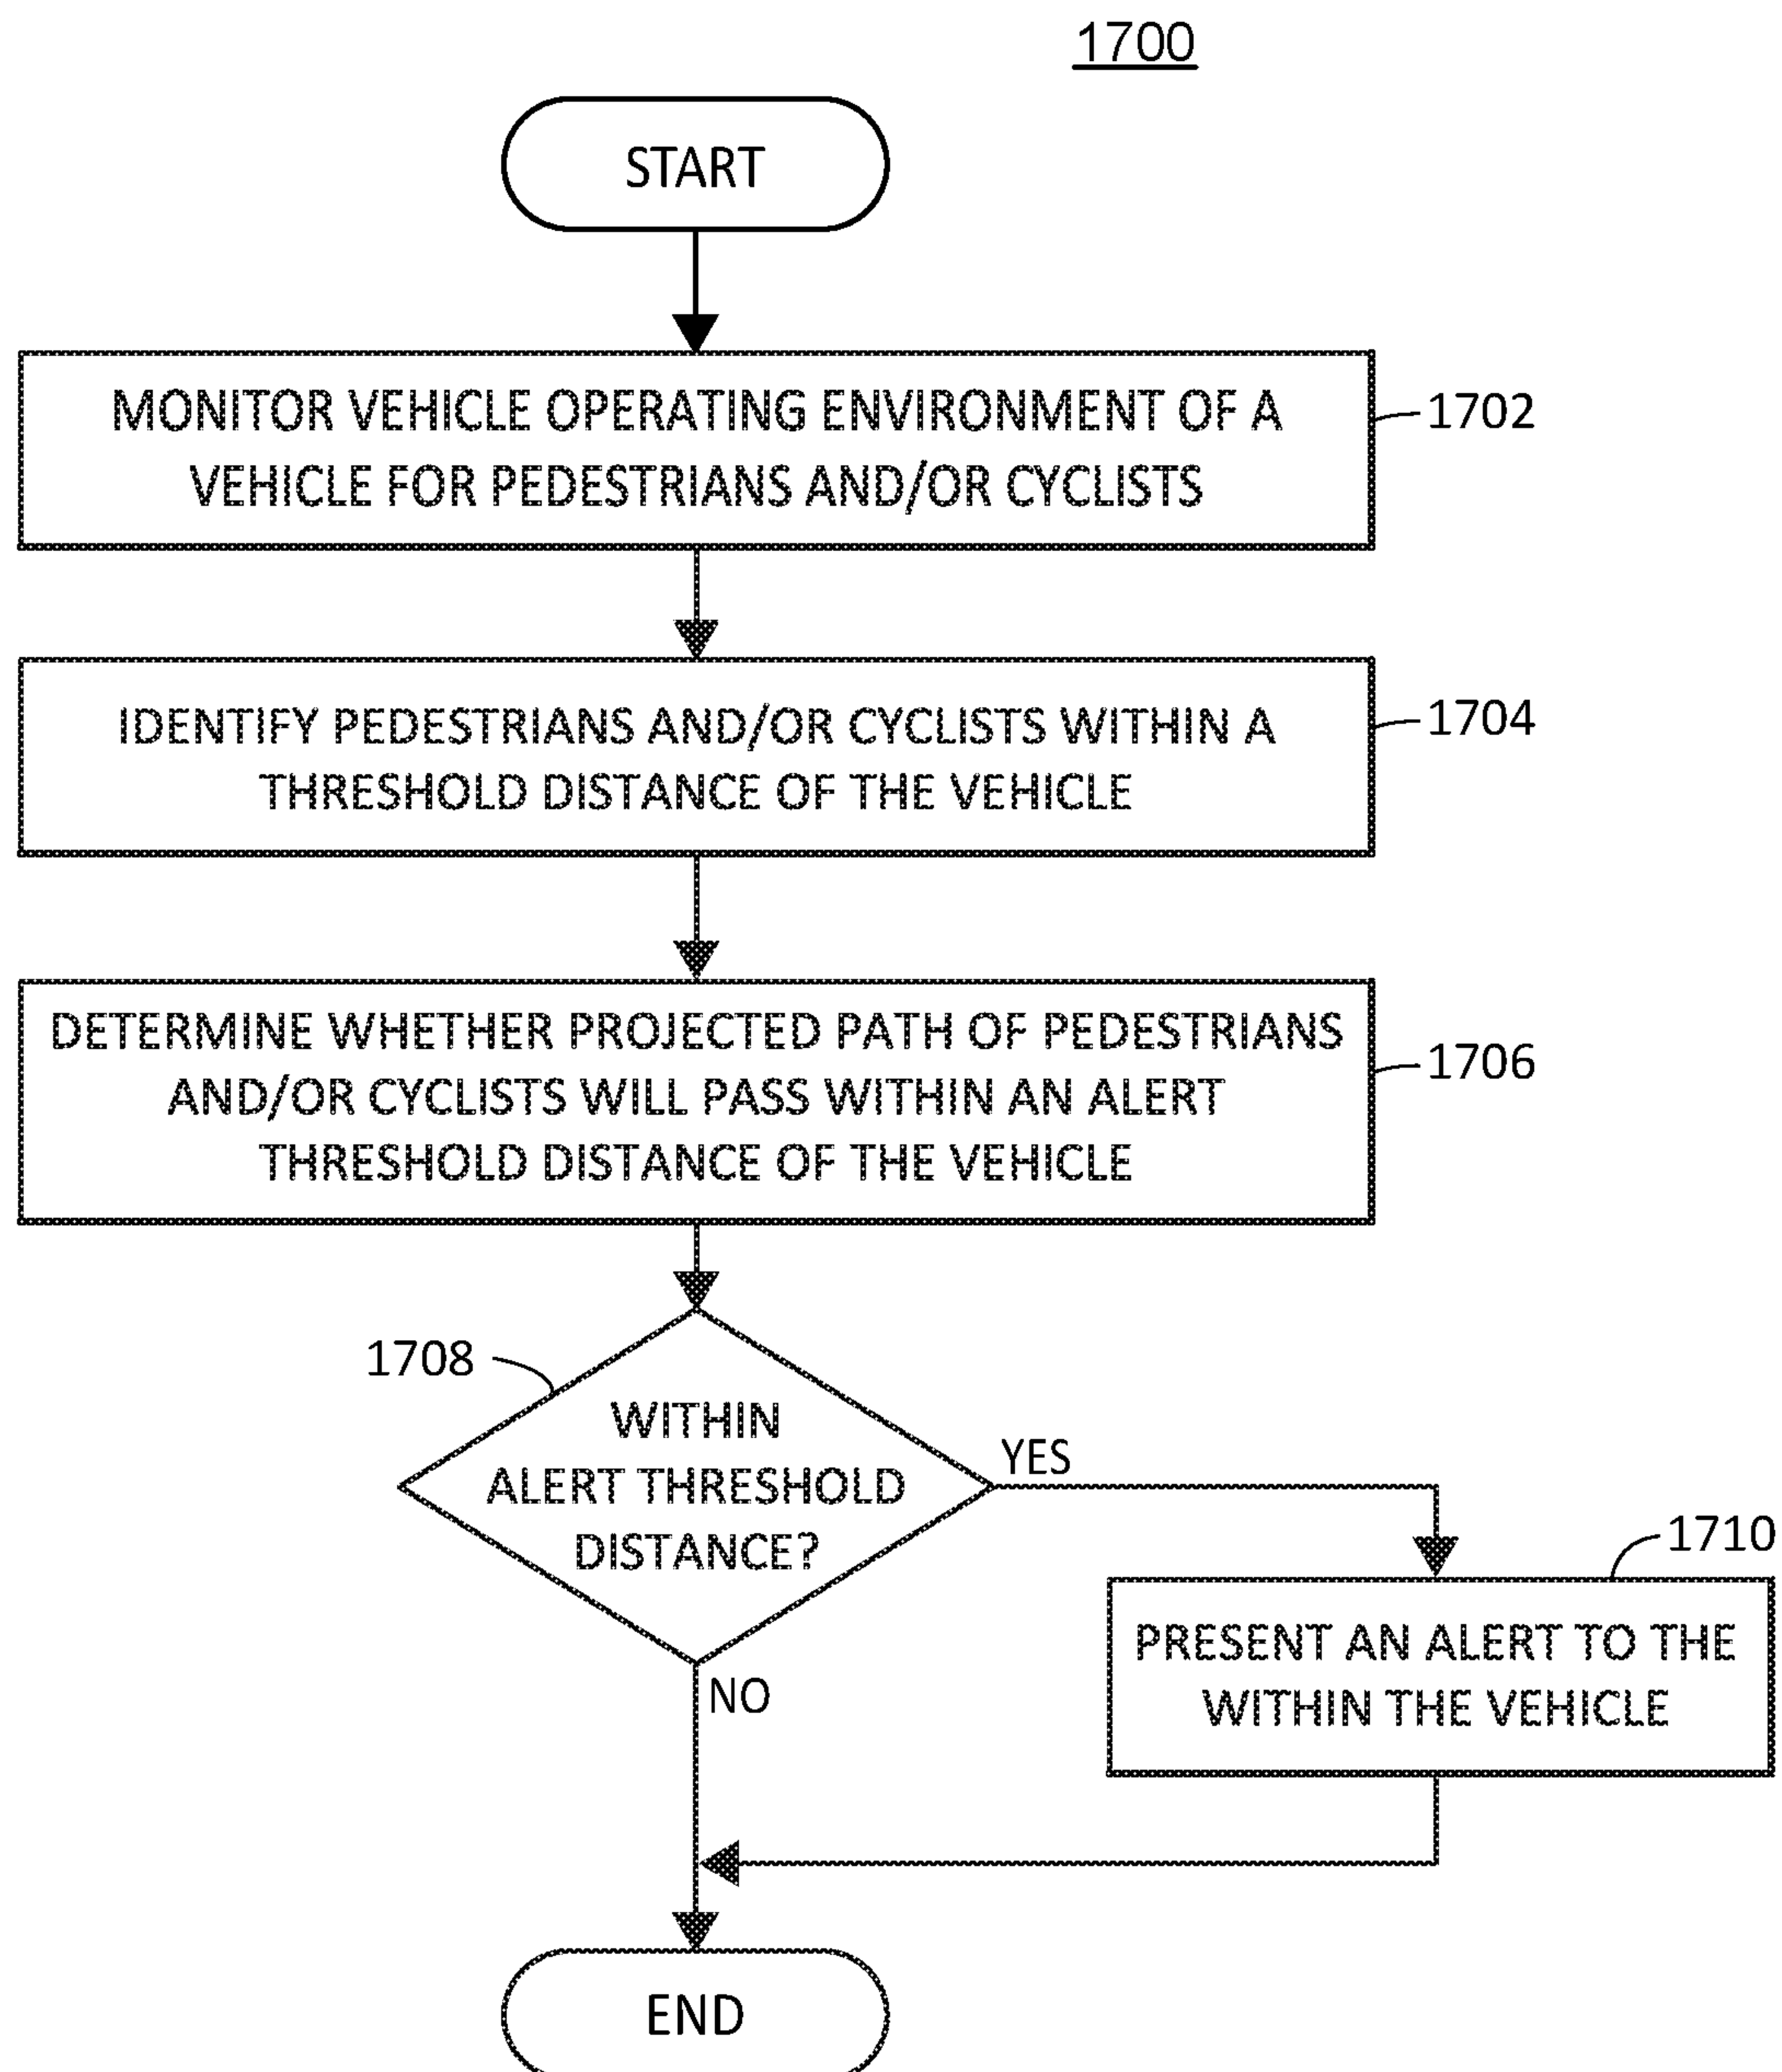 1700
START
MONITOR VEHICLE OPERATING ENVIRONMENT OF A
VEHICLE FOR PEDESTRIANS AND/OR CYCLISTS
1702
IDENTIFY PEDESTRIANS AND/OR CYCLISTS WITHIN A
THRESHOLD DISTANCE OF THE VEHICLE
1704
DETERMINE WHETHER PROJECTED PATH OF PEDESTRIANS
AND/OR CYCLISTS WILL PASS WITHIN AN ALERT
THRESHOLD DISTANCE OF THE VEHICLE
1706
1708
WITHIN
ALERT THRESHOLD
DISTANCE?
YES
NO
1710
PRESENT AN ALERT TO THE
WITHIN THE VEHICLE
END